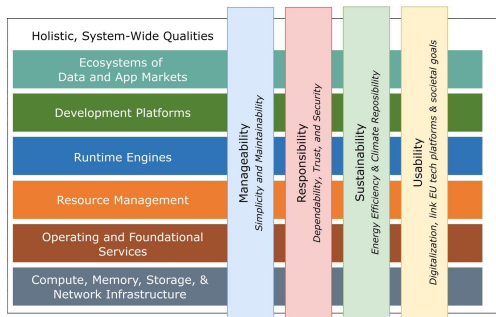 Holistic, System-Wide Qualities
Ecosystems of
Data and App Markets
Development Platforms
Runtime Engines
Resource Management
Operating and Foundational
Services
Compute, Memory, Storage, &
Network Infrastructure
Manageability
Simplicity and Maintainability
Responsibility
Dependability, Trust, and Security
Sustainability
Energy Efficiency & Climate Reposibility
Usability
Digitalization, link EU tech platforms & societal goals